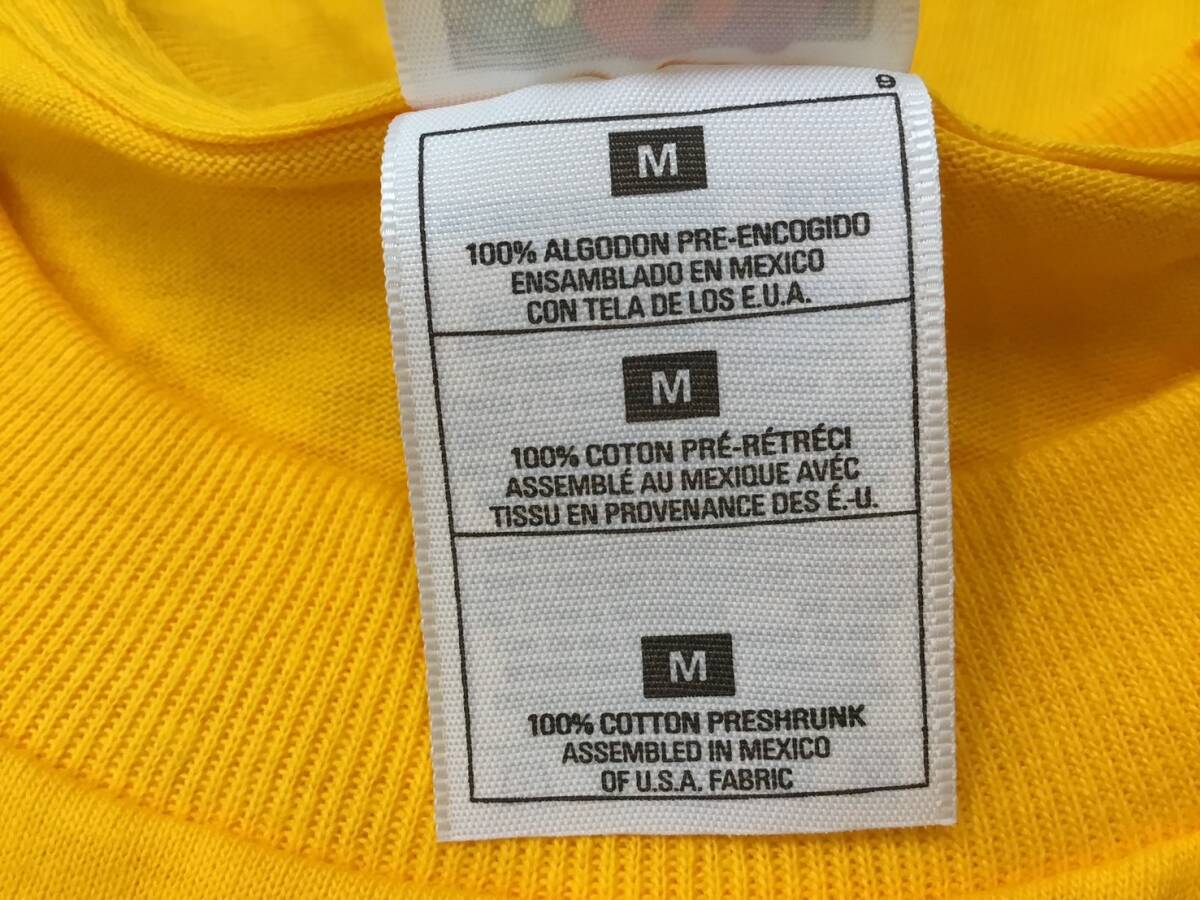 9
M
100% ALGODON PRE-ENCOGIDO
ENSAMBLADO EN MEXICO
CON TELA DE LOS E.U.A.
M
100% COTON PRÉ-RÉTRÉCI
ASSEMBLÉ AU MEXIQUE AVÉC
TISSU EN PROVENANCE DES É.-U.
M
100% COTTON PRESHRUNK
ASSEMBLED IN MEXICO
OF U.S.A. FABRIC